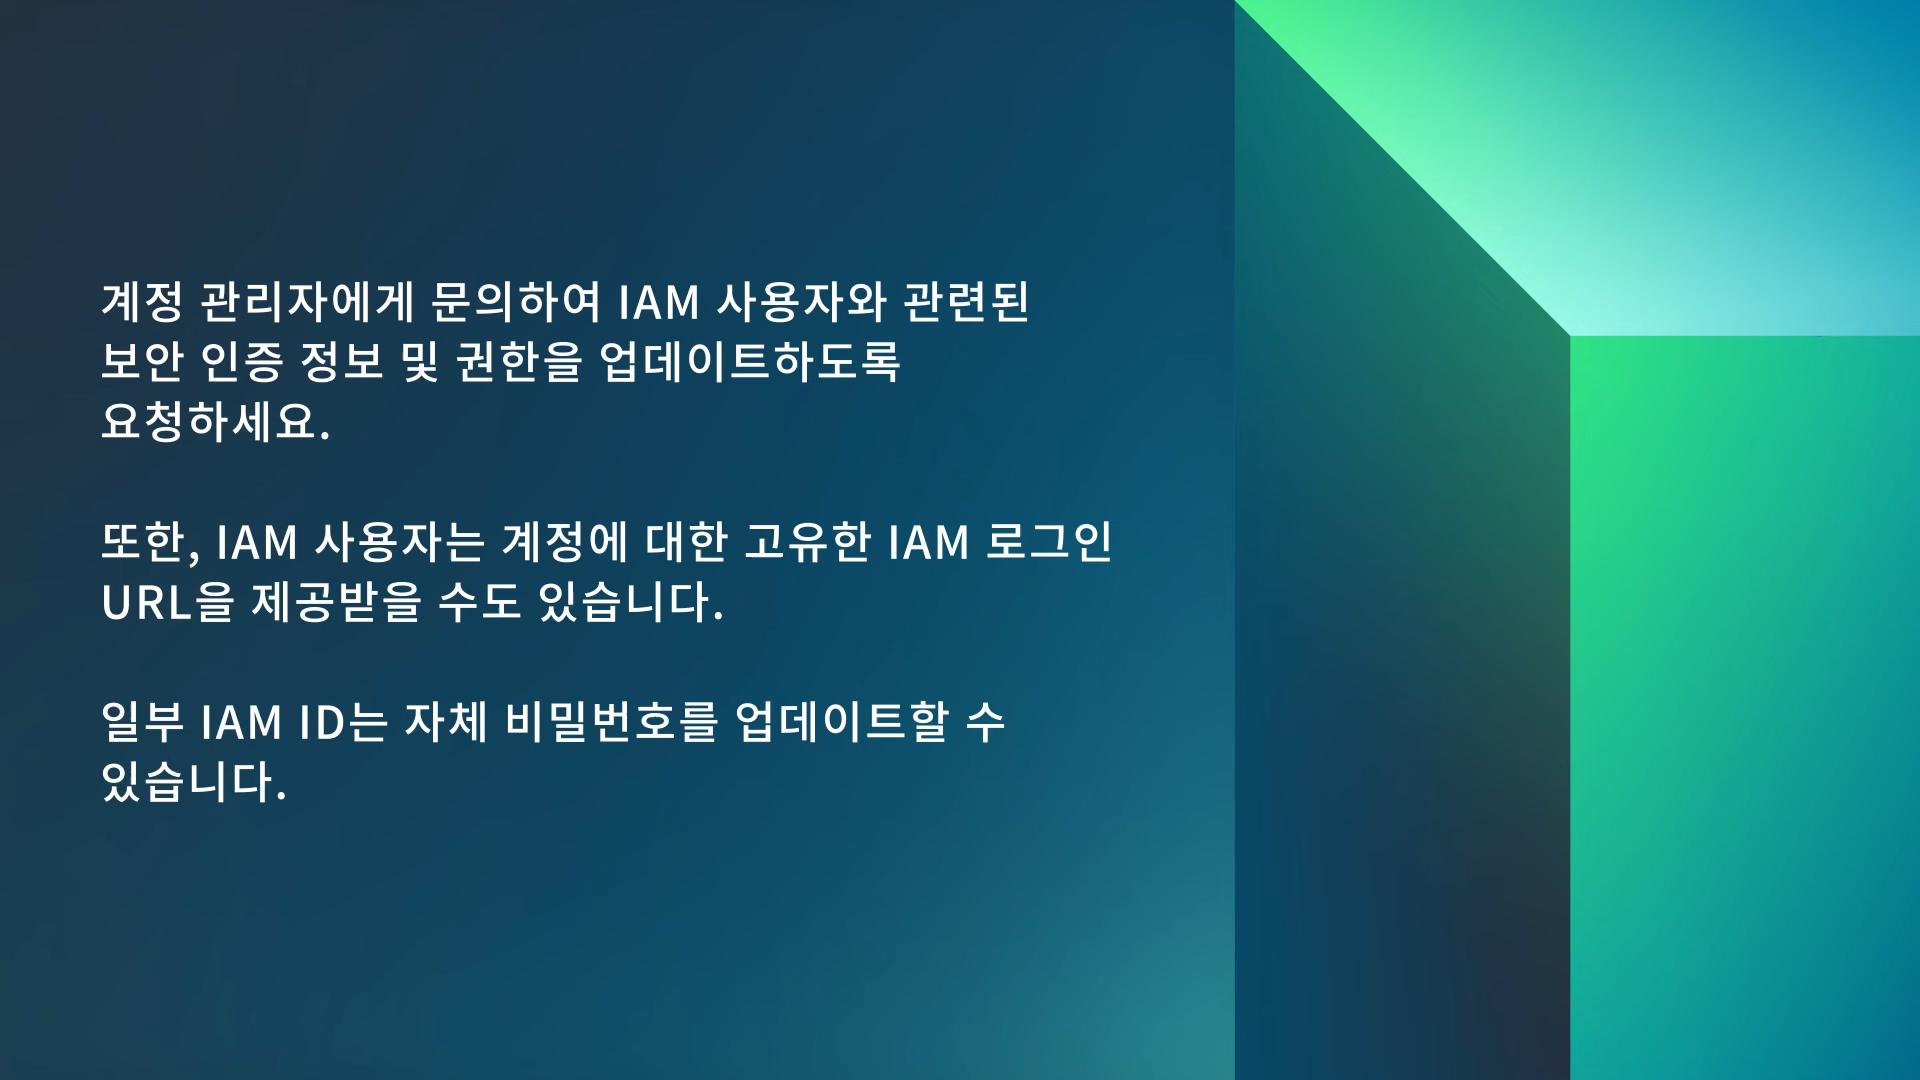 계정 관리자에게 문의하여 IAM 사용자와 관련된
보안 인증 정보 및 권한을 업데이트하도록
요청하세요.
또한, IAM 사용자는 계정에 대한 고유한 IAM 로그인
URL을 제공받을 수도 있습니다.
일부 IAM ID는 자체 비밀번호를 업데이트할 수
있습니다.